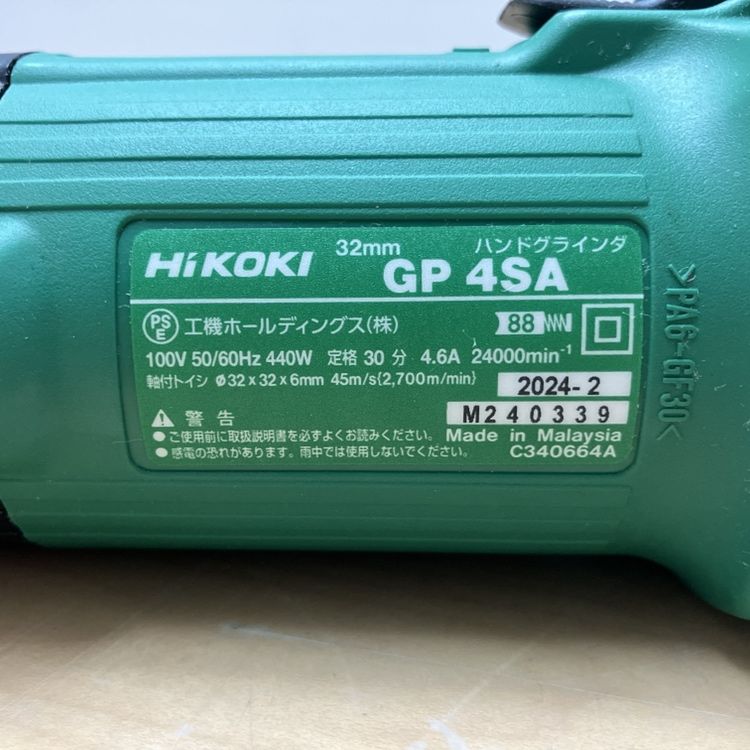 32mm ハンドグラインダ
HiKOKI GP 4SA
PS
E 工機ホールディングス(株) 88
100V 50/60Hz 440W 定格 30 分 4.6A 24000min⁻¹
軸付トイシ ø32×32×6mm 45m/s{2,700m/min} 2024-2
M240339
警告
● ご使用前に取扱説明書を必ずよくお読みください。 Made in Malaysia
● 感電の恐れがあります。雨中では使用しないでください。 C340664A
>PA6-GF30<